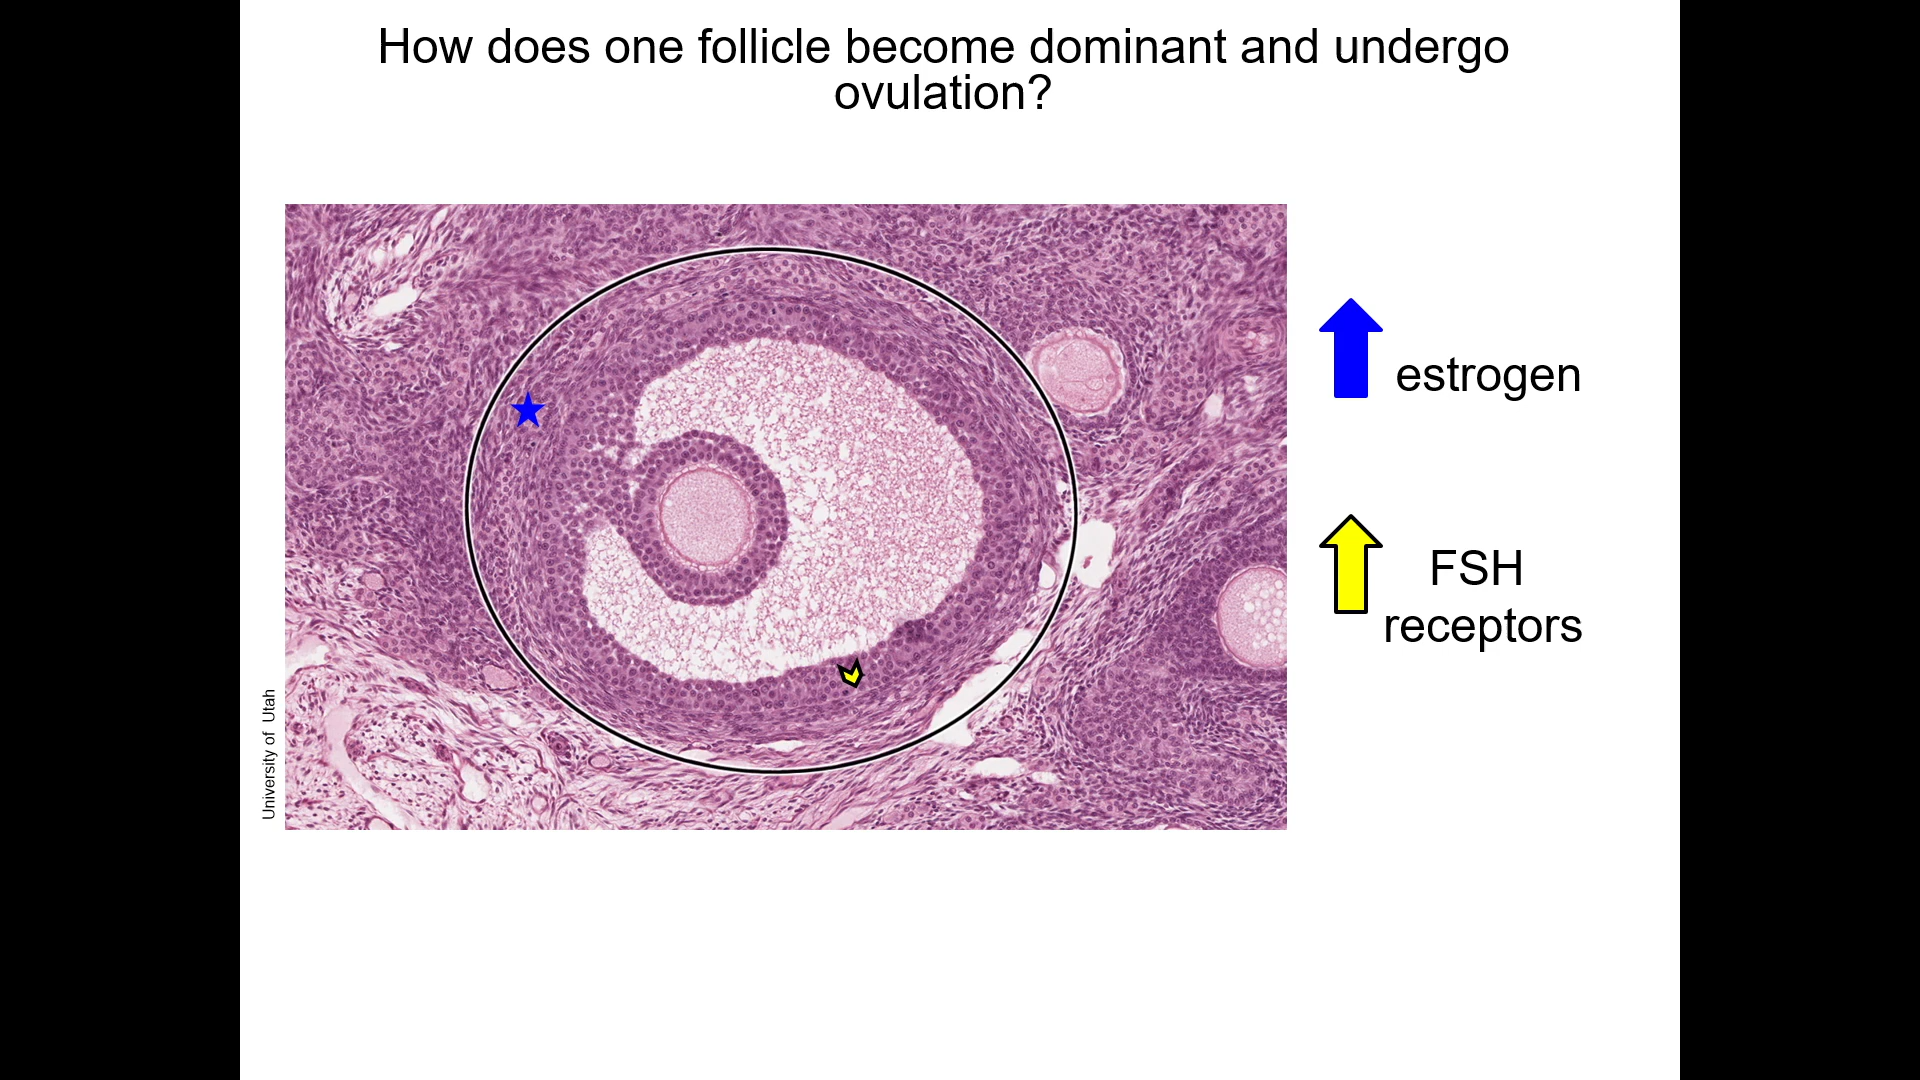 How does one follicle become dominant and undergo
ovulation?
estrogen
FSH
receptors
University of Utah